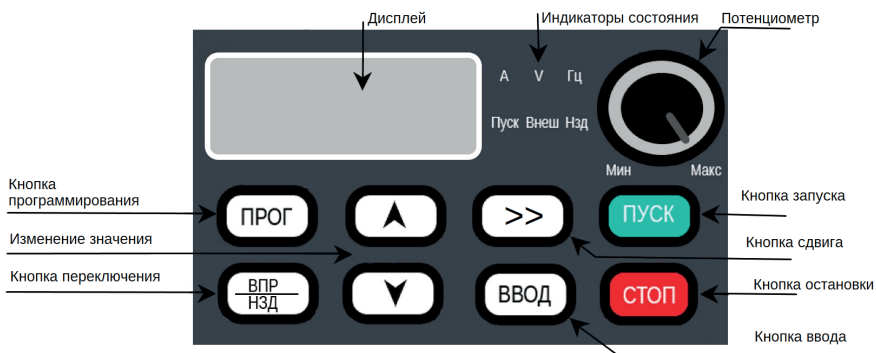 Дисплей
Индикаторы состояния
Потенциометр
A V Гц
Пуск Внеш Нзд
Мин Макс
Кнопка
программирования
ПРОГ
>>
ПУСК
Кнопка запуска
Изменение значения
Кнопка сдвига
Кнопка переключения
ВПР
НЗД
ВВОД
СТОП
Кнопка остановки
Кнопка ввода